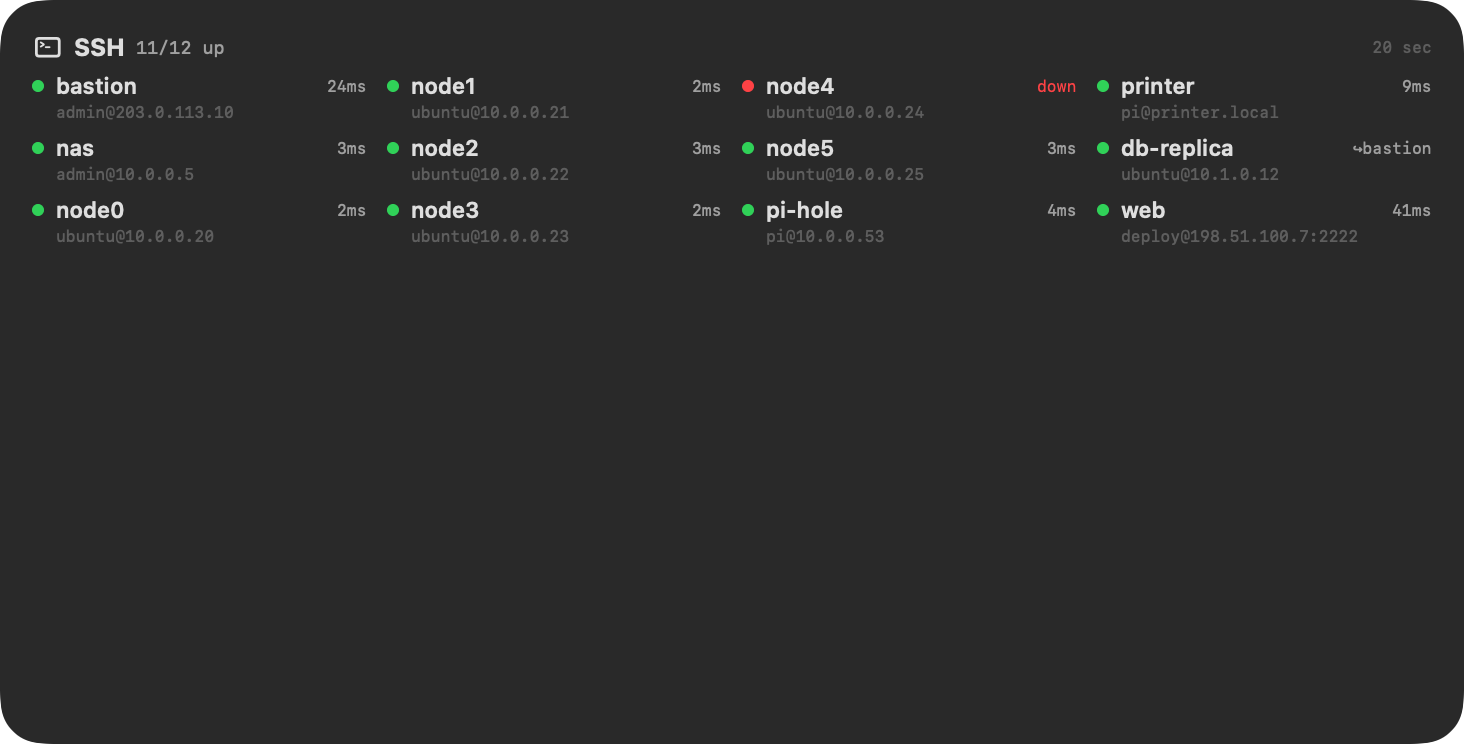 SSH 11/12 up 20 sec
bastion 24ms node1 2ms node4 down printer 9ms
admin@203.0.113.10 ubuntu@10.0.0.21 ubuntu@10.0.0.24 pi@printer.local
nas 3ms node2 3ms node5 3ms db-replica ↪bastion
admin@10.0.0.5 ubuntu@10.0.0.22 ubuntu@10.0.0.25 ubuntu@10.1.0.12
node0 2ms node3 2ms pi-hole 4ms web 41ms
ubuntu@10.0.0.20 ubuntu@10.0.0.23 pi@10.0.0.53 deploy@198.51.100.7:2222